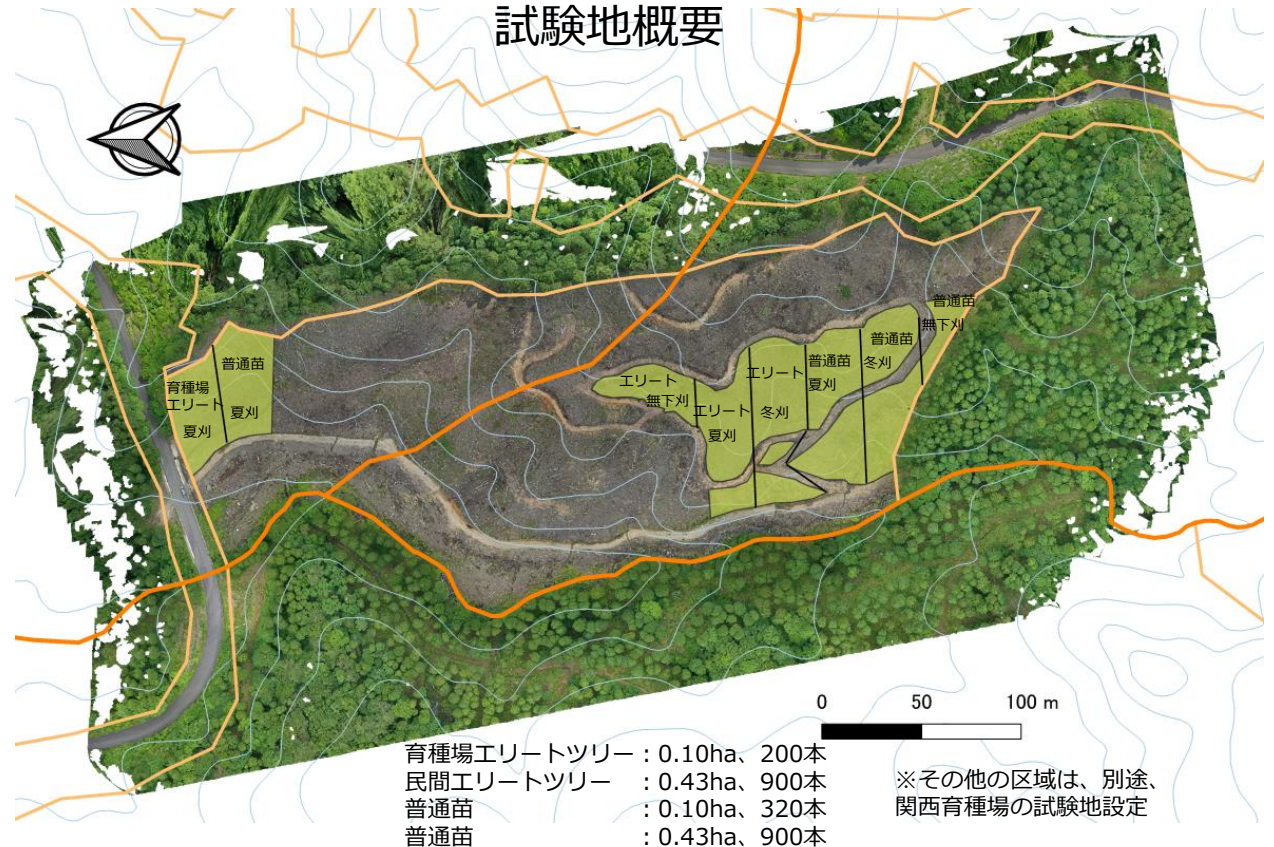 試験地概要
普通苗
育種場
エリート
夏刈
夏刈
エリート
無下刈
エリート
夏刈
エリート
冬刈
普通苗
夏刈
普通苗
冬刈
普通苗
無下刈
0 50 100 m
育種場エリートツリー：0.10ha、200本
民間エリートツリー ：0.43ha、900本
普通苗 ：0.10ha、320本
普通苗 ：0.43ha、900本
※その他の区域は、別途、
関西育種場の試験地設定